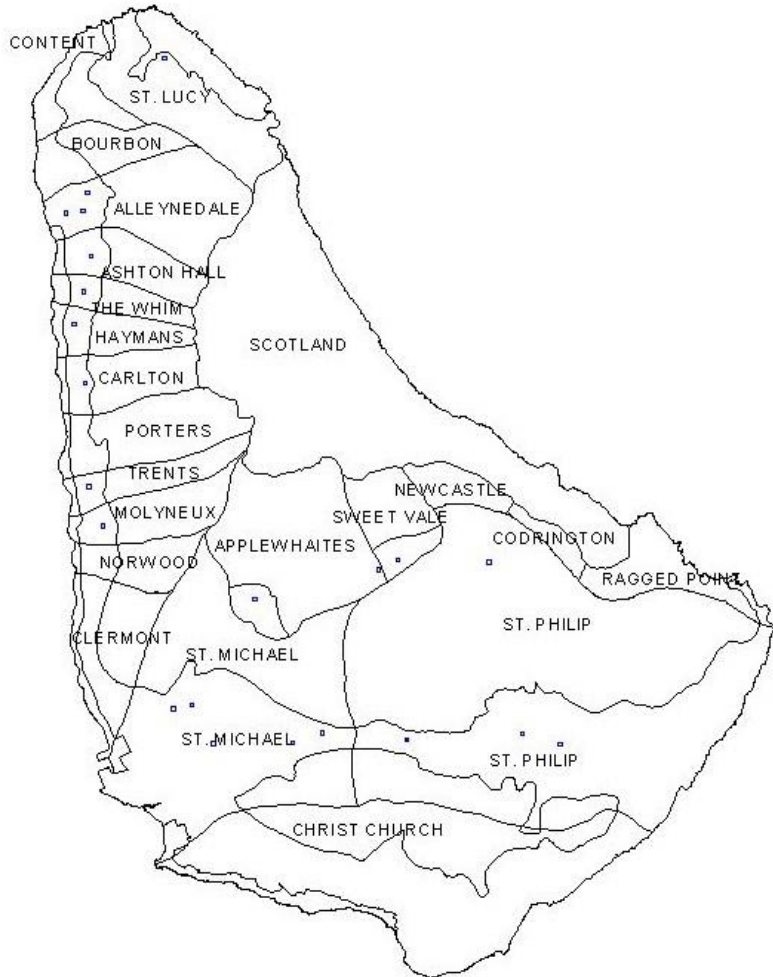 CONTENT
ST. LUCY
BOURBON
ALLEYNEDALE
ASHTON HALL
THE WHIM
HAYMANS
SCOTLAND
CARLTON
PORTERS
TRENTS
NEWCASTLE
MOLYNEUX
SWEET VALE
CODRINGTON
APPLEWHAITES
NORWOOD
RAGGED POINT
ST. PHILIP
CLERMONT
ST. MICHAEL
ST. MICHAEL
ST. PHILIP
CHRIST CHURCH